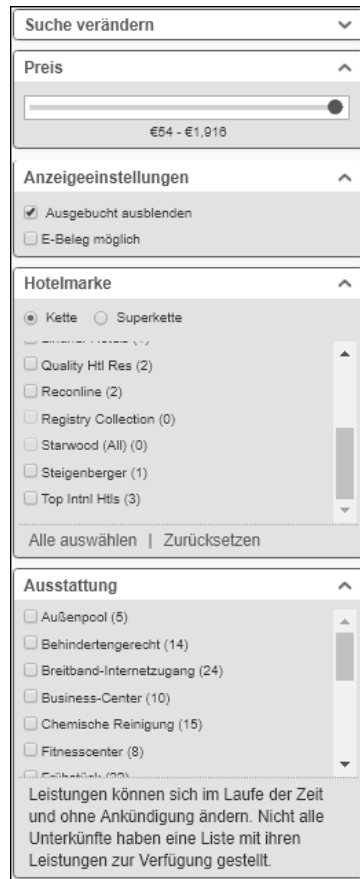 Suche verändern
Preis
€54 - €1,916
Anzeigeeinstellungen
Ausgebucht ausblenden
E-Beleg möglich
Hotelmarke
Kette Superkette
Quality Htl Res (2)
Reconline (2)
Registry Collection (0)
Starwood (All) (0)
Steigenberger (1)
Top Intnl Htls (3)
Alle auswählen | Zurücksetzen
Ausstattung
Außenpool (5)
Behindertengerecht (14)
Breitband-Internetzugang (24)
Business-Center (10)
Chemische Reinigung (15)
Fitnesscenter (8)
Leistungen können sich im Laufe der Zeit
und ohne Ankündigung ändern. Nicht alle
Unterkünfte haben eine Liste mit ihren
Leistungen zur Verfügung gestellt.